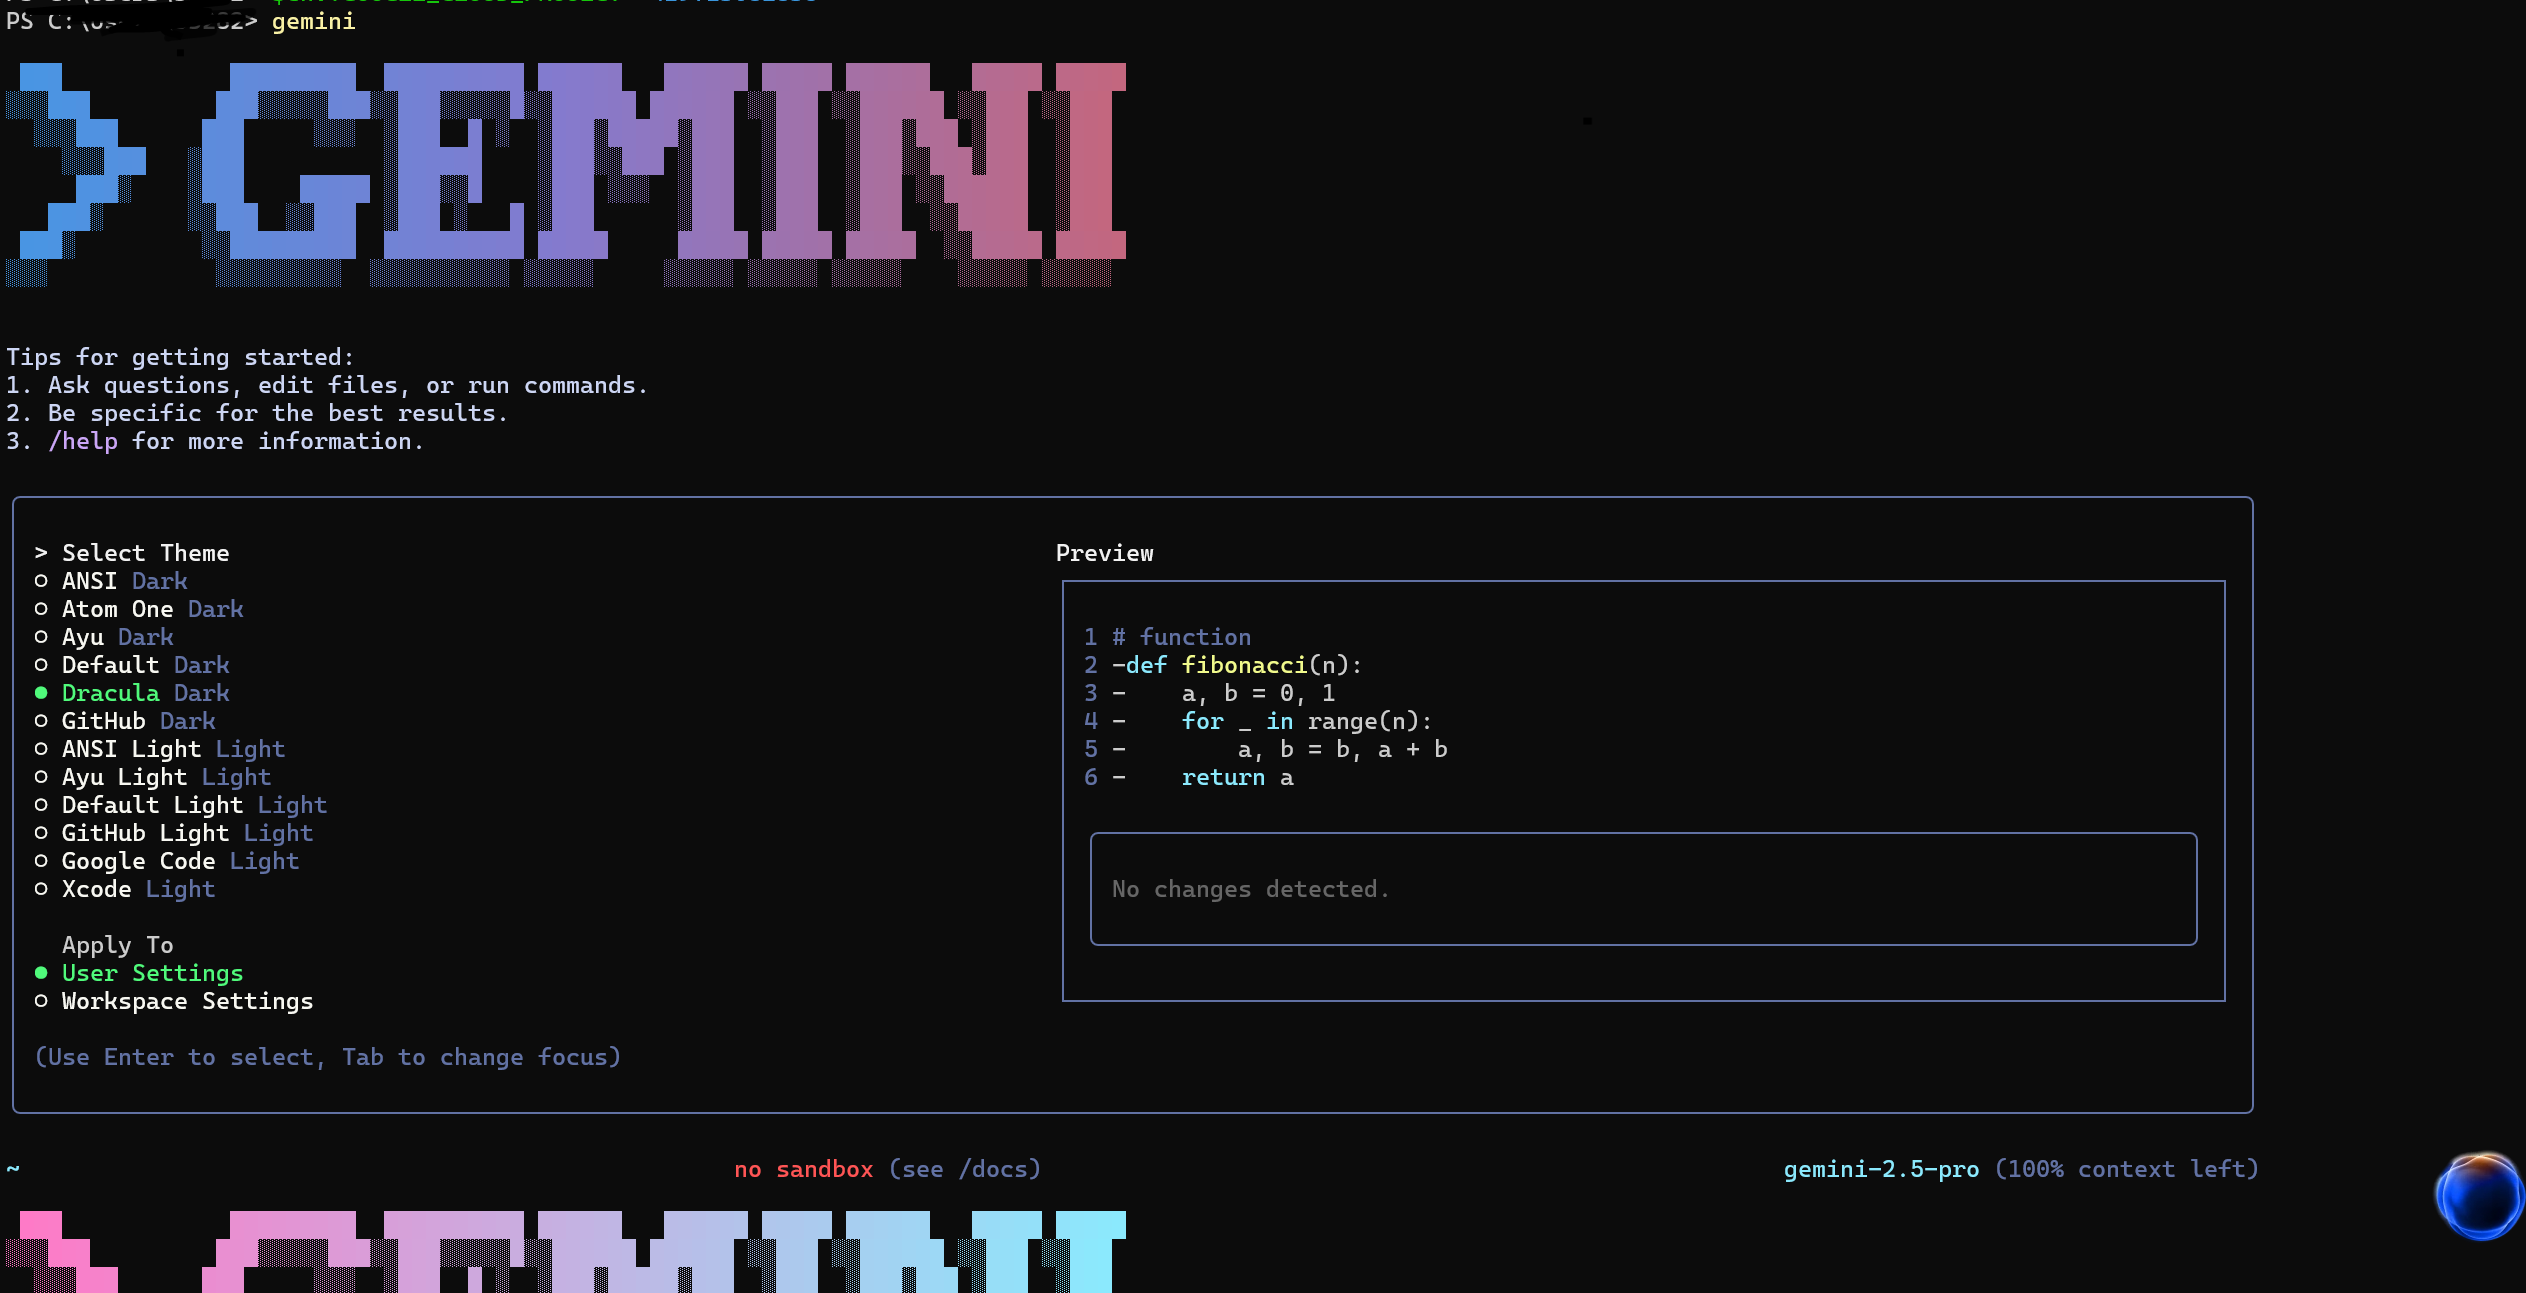 PS C:\ > gemini
GEMINI
Tips for getting started:
1. Ask questions, edit files, or run commands.
2. Be specific for the best results.
3. /help for more information.
> Select Theme
ANSI Dark
Atom One Dark
Ayu Dark
Default Dark
Dracula Dark
GitHub Dark
ANSI Light Light
Ayu Light Light
Default Light Light
GitHub Light Light
Google Code Light
Xcode Light
Apply To
User Settings
Workspace Settings
(Use Enter to select, Tab to change focus)
Preview
1 # function
2 -def fibonacci(n):
3 -    a, b = 0, 1
4 -    for _ in range(n):
5 -        a, b = b, a + b
6 -    return a
No changes detected.
~ no sandbox (see /docs) gemini-2.5-pro (100% context left)